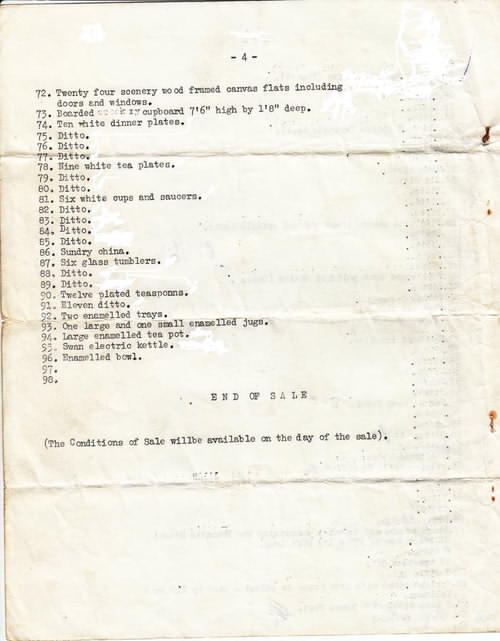 - 4 -
72. Twenty four scenery wood framed canvas flats including
doors and windows.
73. Boarded cupboard 7'6" high by 1'8" deep.
74. Ten white dinner plates.
75. Ditto.
76. Ditto.
77. Ditto.
78. Nine white tea plates.
79. Ditto.
80. Ditto.
81. Six white cups and saucers.
82. Ditto.
83. Ditto.
84. Ditto.
85. Ditto.
86. Sundry china.
87. Six glass tumblers.
88. Ditto.
89. Ditto.
90. Twelve plated teasponns.
91. Eleven ditto.
92. Two enamelled trays.
93. One large and one small enamelled jugs.
94. Large enamelled tea pot.
95. Swan electric kettle.
96. Enamelled bowl.
97.
98.
END OF SALE
(The Conditions of Sale willbe available on the day of the sale).